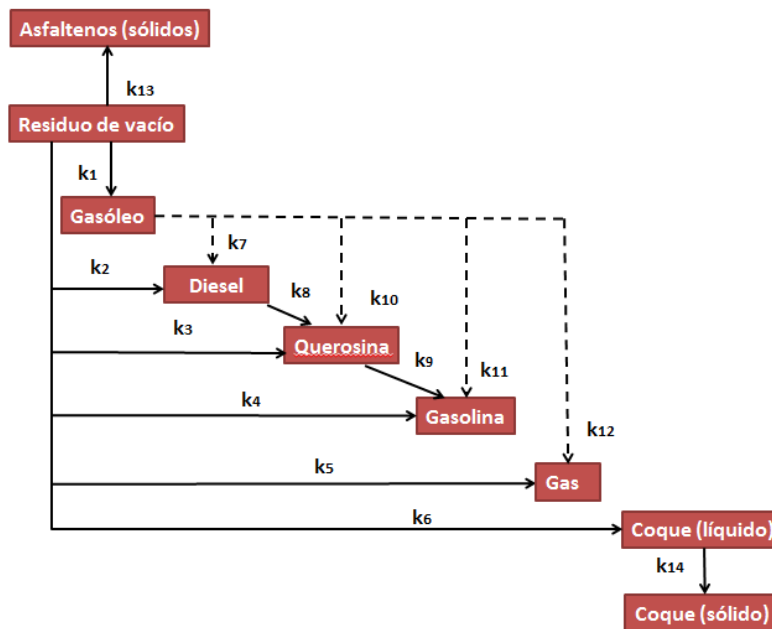 Asfaltenos (sólidos)
k13
Residuo de vacío
k1
Gasóleo
k7
k2
Diesel
k8
k10
k3
Querosina
k9
k11
k4
Gasolina
k12
k5
Gas
k6
Coque (líquido)
k14
Coque (sólido)